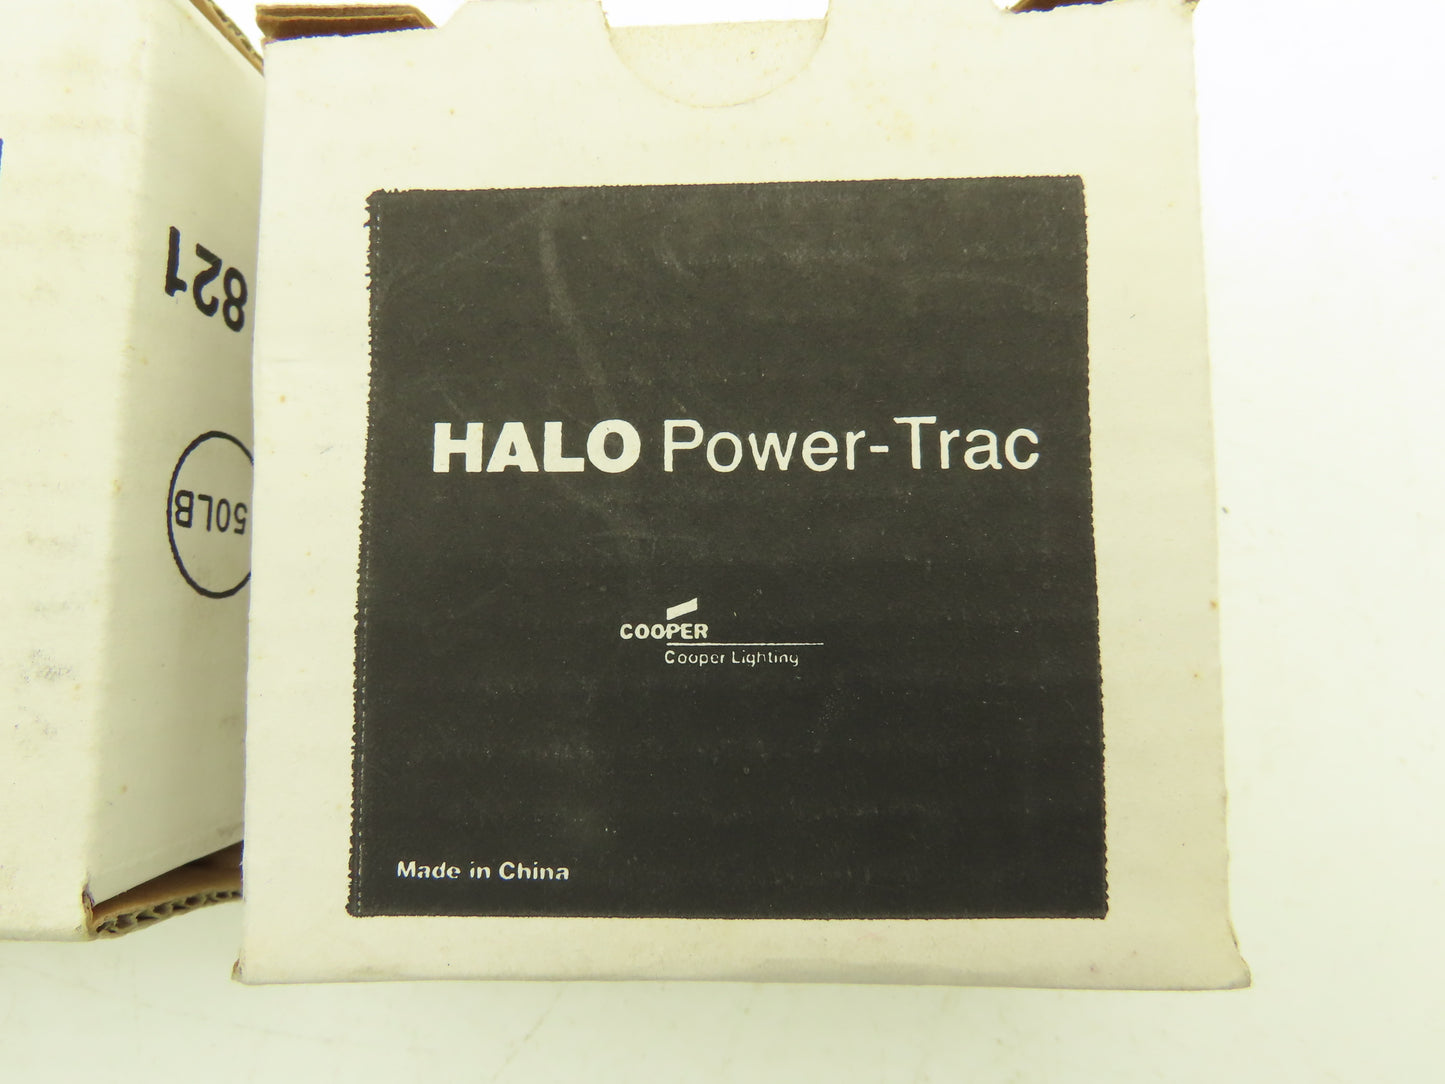 821
50LB
HALO Power-Trac
COOPER
Cooper Lighting
Made in China